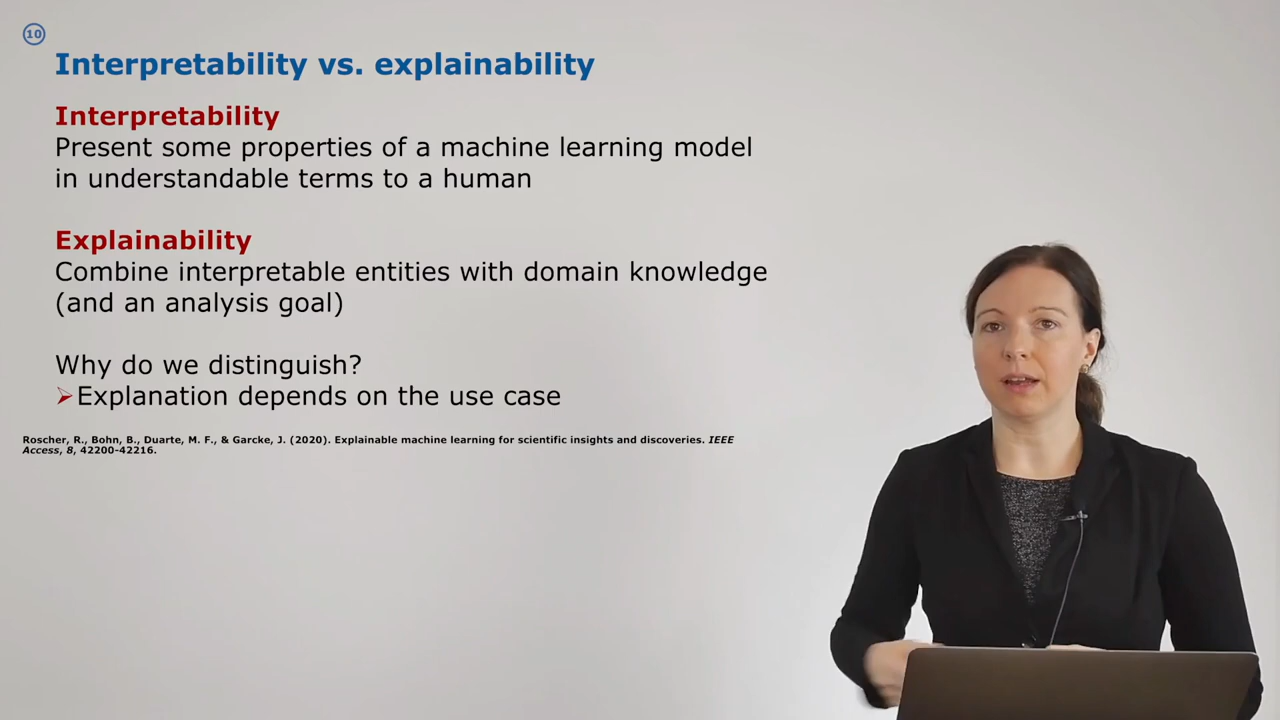 10
Interpretability vs. explainability
Interpretability
Present some properties of a machine learning model
in understandable terms to a human
Explainability
Combine interpretable entities with domain knowledge
(and an analysis goal)
Why do we distinguish?
➢Explanation depends on the use case
Roscher, R., Bohn, B., Duarte, M. F., & Garcke, J. (2020). Explainable machine learning for scientific insights and discoveries. IEEE
Access, 8, 42200-42216.